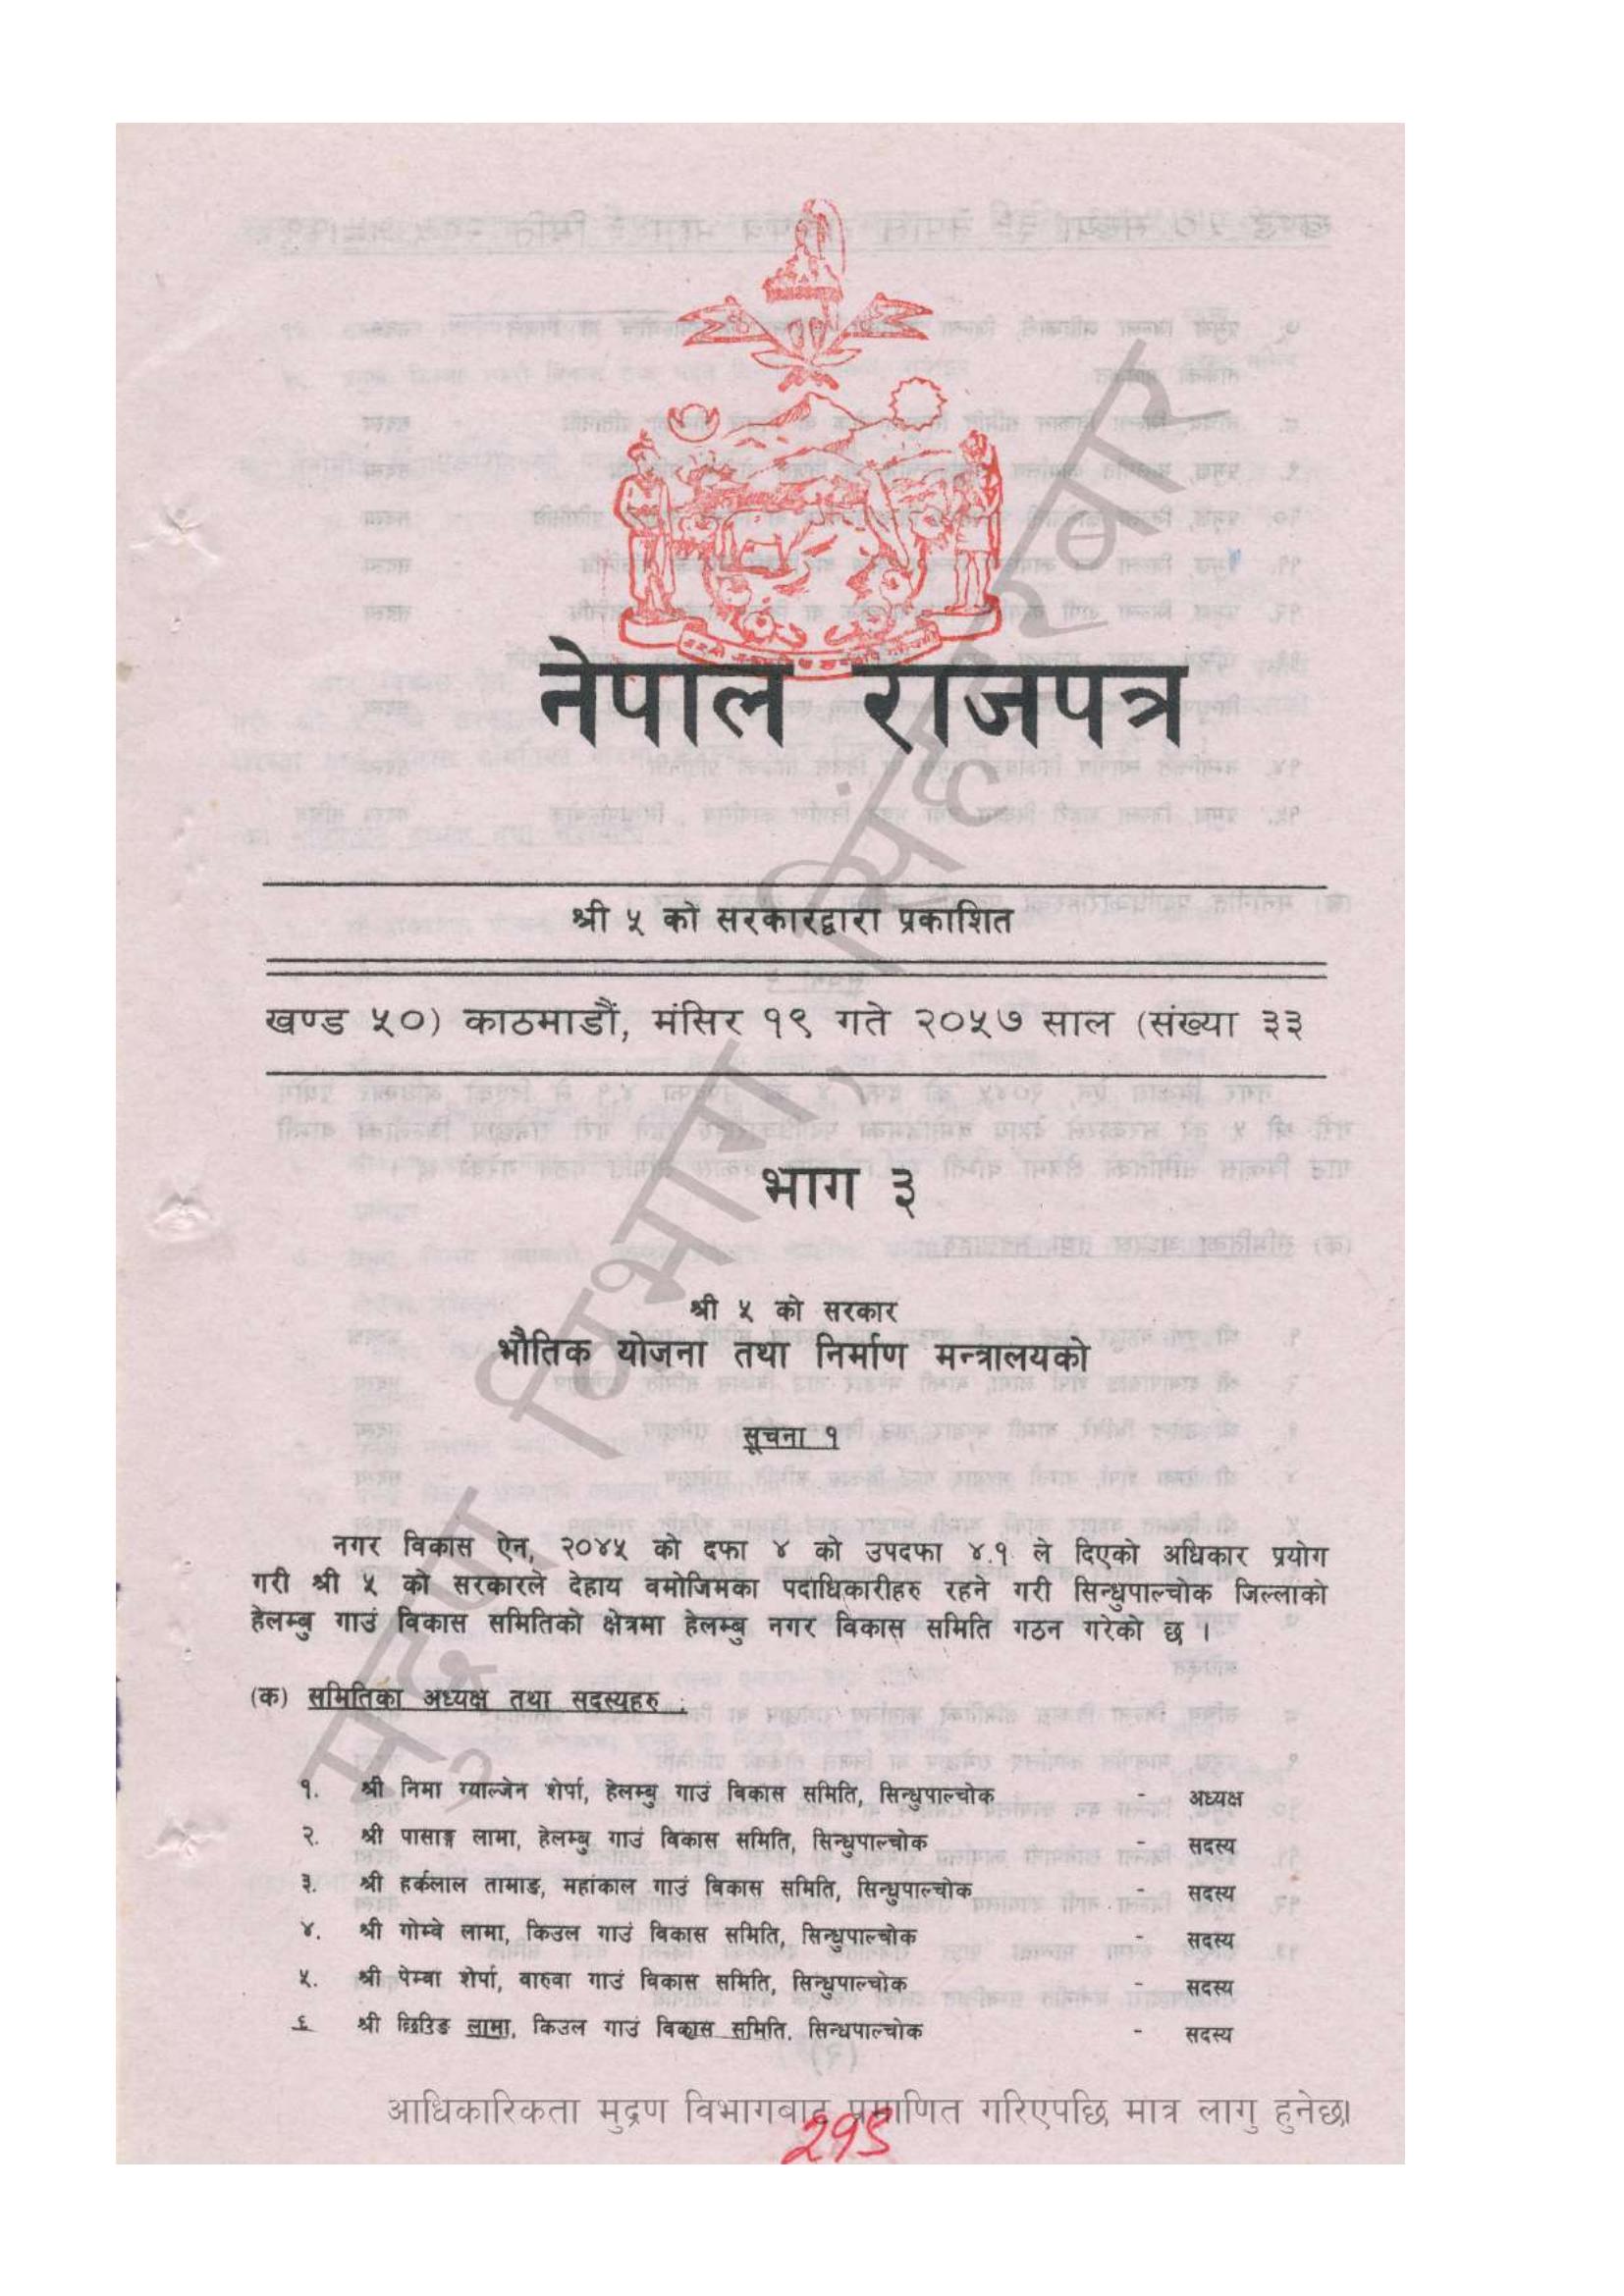 नेपाल राजपत्र
श्री ५ को सरकारद्वारा प्रकाशित
खण्ड ५०) काठमाडौं, मंसिर १९ गते २०५७ साल (संख्या ३३
भाग ३
श्री ५ को सरकार
भौतिक योजना तथा निर्माण मन्त्रालयको
सूचना १
नगर विकास ऐन, २०४५ को दफा ४ को उपदफा ४.१ ले दिएको अधिकार प्रयोग
गरी श्री ५ को सरकारले देहाय वमोजिमका पदाधिकारीहरु रहने गरी सिन्धुपाल्चोक जिल्लाको
हेलम्बु गाउं विकास समितिको क्षेत्रमा हेलम्बु नगर विकास समिति गठन गरेको छ ।
(क) समितिका अध्यक्ष तथा सदस्यहरु :
१. श्री निमा ग्याल्जेन शेर्पा, हेलम्बु गाउं विकास समिति, सिन्धुपाल्चोक - अध्यक्ष
२. श्री पासाङ्ग लामा, हेलम्बु गाउं विकास समिति, सिन्धुपाल्चोक - सदस्य
३. श्री हर्कलाल तामाङ, महांकाल गाउं विकास समिति, सिन्धुपाल्चोक - सदस्य
४. श्री गोम्वे लामा, किउल गाउं विकास समिति, सिन्धुपाल्चोक - सदस्य
५. श्री पेम्वा शेर्पा, वारुवा गाउं विकास समिति, सिन्धुपाल्चोक - सदस्य
६ श्री छिरिङ लामा, किउल गाउं विकास समिति, सिन्धपाल्चोक - सदस्य
मुद्रण विभाग, सिंहदरबार
आधिकारिकता मुद्रण विभागबाट प्रमाणित गरिएपछि मात्र लागु हुनेछ।